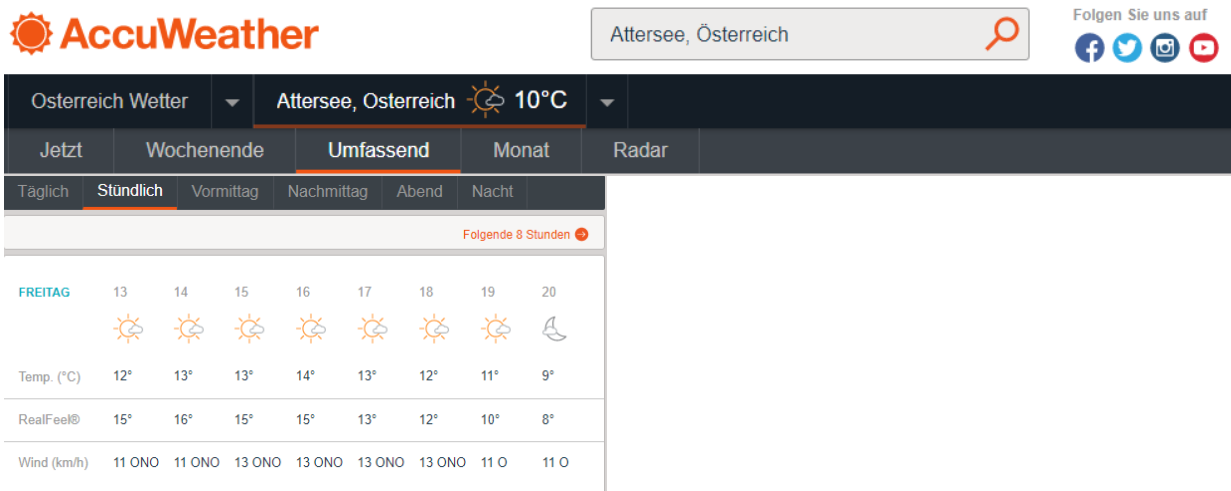 AccuWeather
Attersee, Österreich
Folgen Sie uns auf
Osterreich Wetter Attersee, Osterreich 10°C
Jetzt Wochenende Umfassend Monat Radar
Täglich Stündlich Vormittag Nachmittag Abend Nacht
Folgende 8 Stunden
FREITAG 13 14 15 16 17 18 19 20
Temp. (°C) 12° 13° 13° 14° 13° 12° 11° 9°
RealFeel® 15° 16° 15° 15° 13° 12° 10° 8°
Wind (km/h) 11 ONO 11 ONO 13 ONO 13 ONO 13 ONO 13 ONO 11 O 11 O